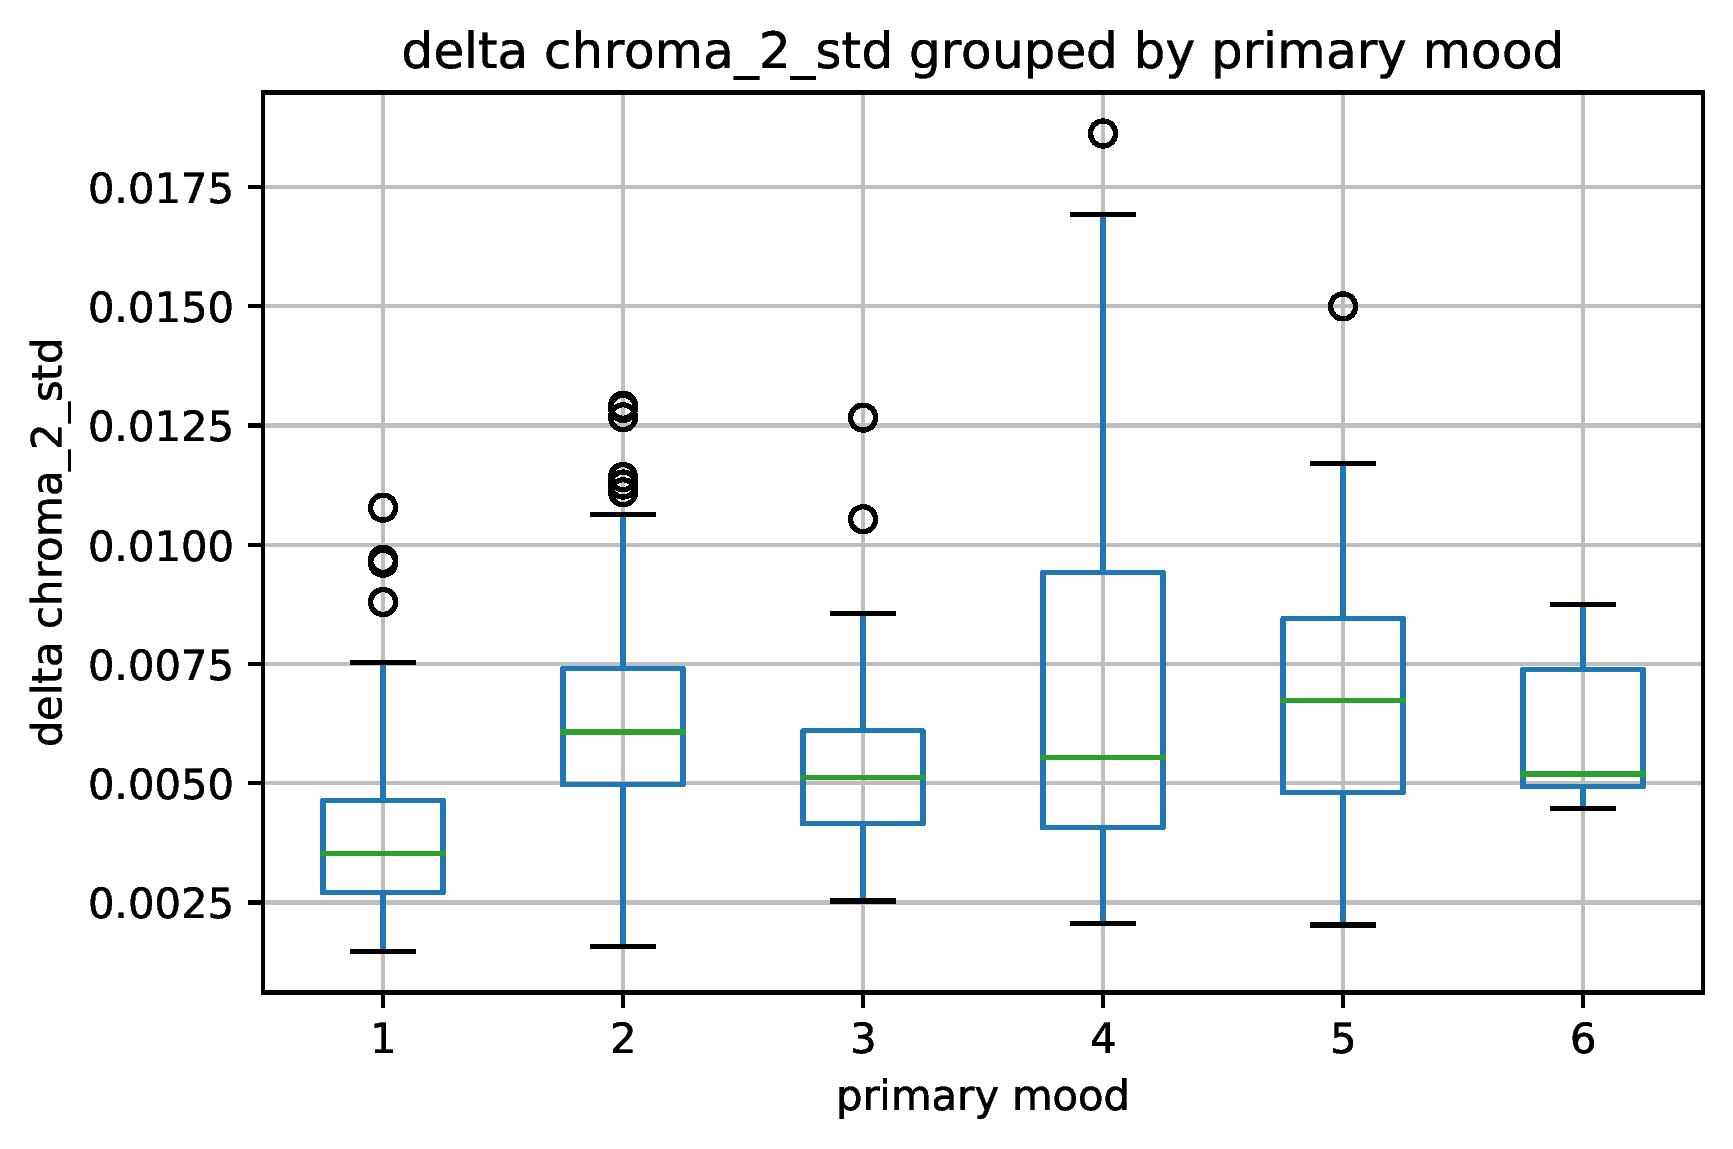 delta chroma_2_std grouped by primary mood
delta chroma_2_std
0.0175
0.0150
0.0125
0.0100
0.0075
0.0050
0.0025
1 2 3 4 5 6
primary mood